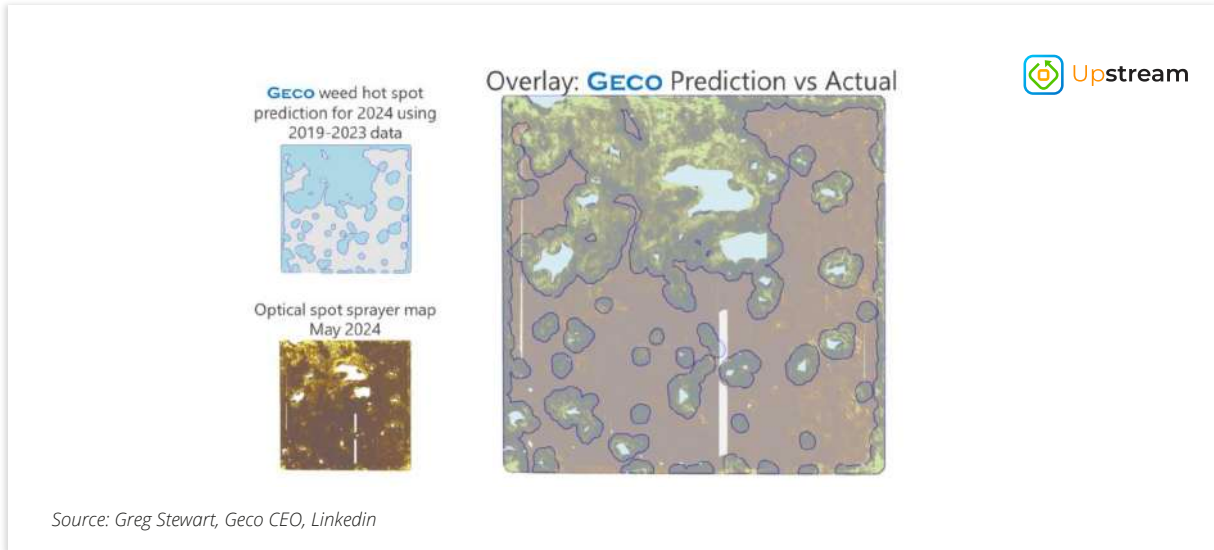 Upstream
Overlay: GECO Prediction vs Actual
GECO weed hot spot
prediction for 2024 using
2019-2023 data
Optical spot sprayer map
May 2024
Source: Greg Stewart, Geco CEO, Linkedin